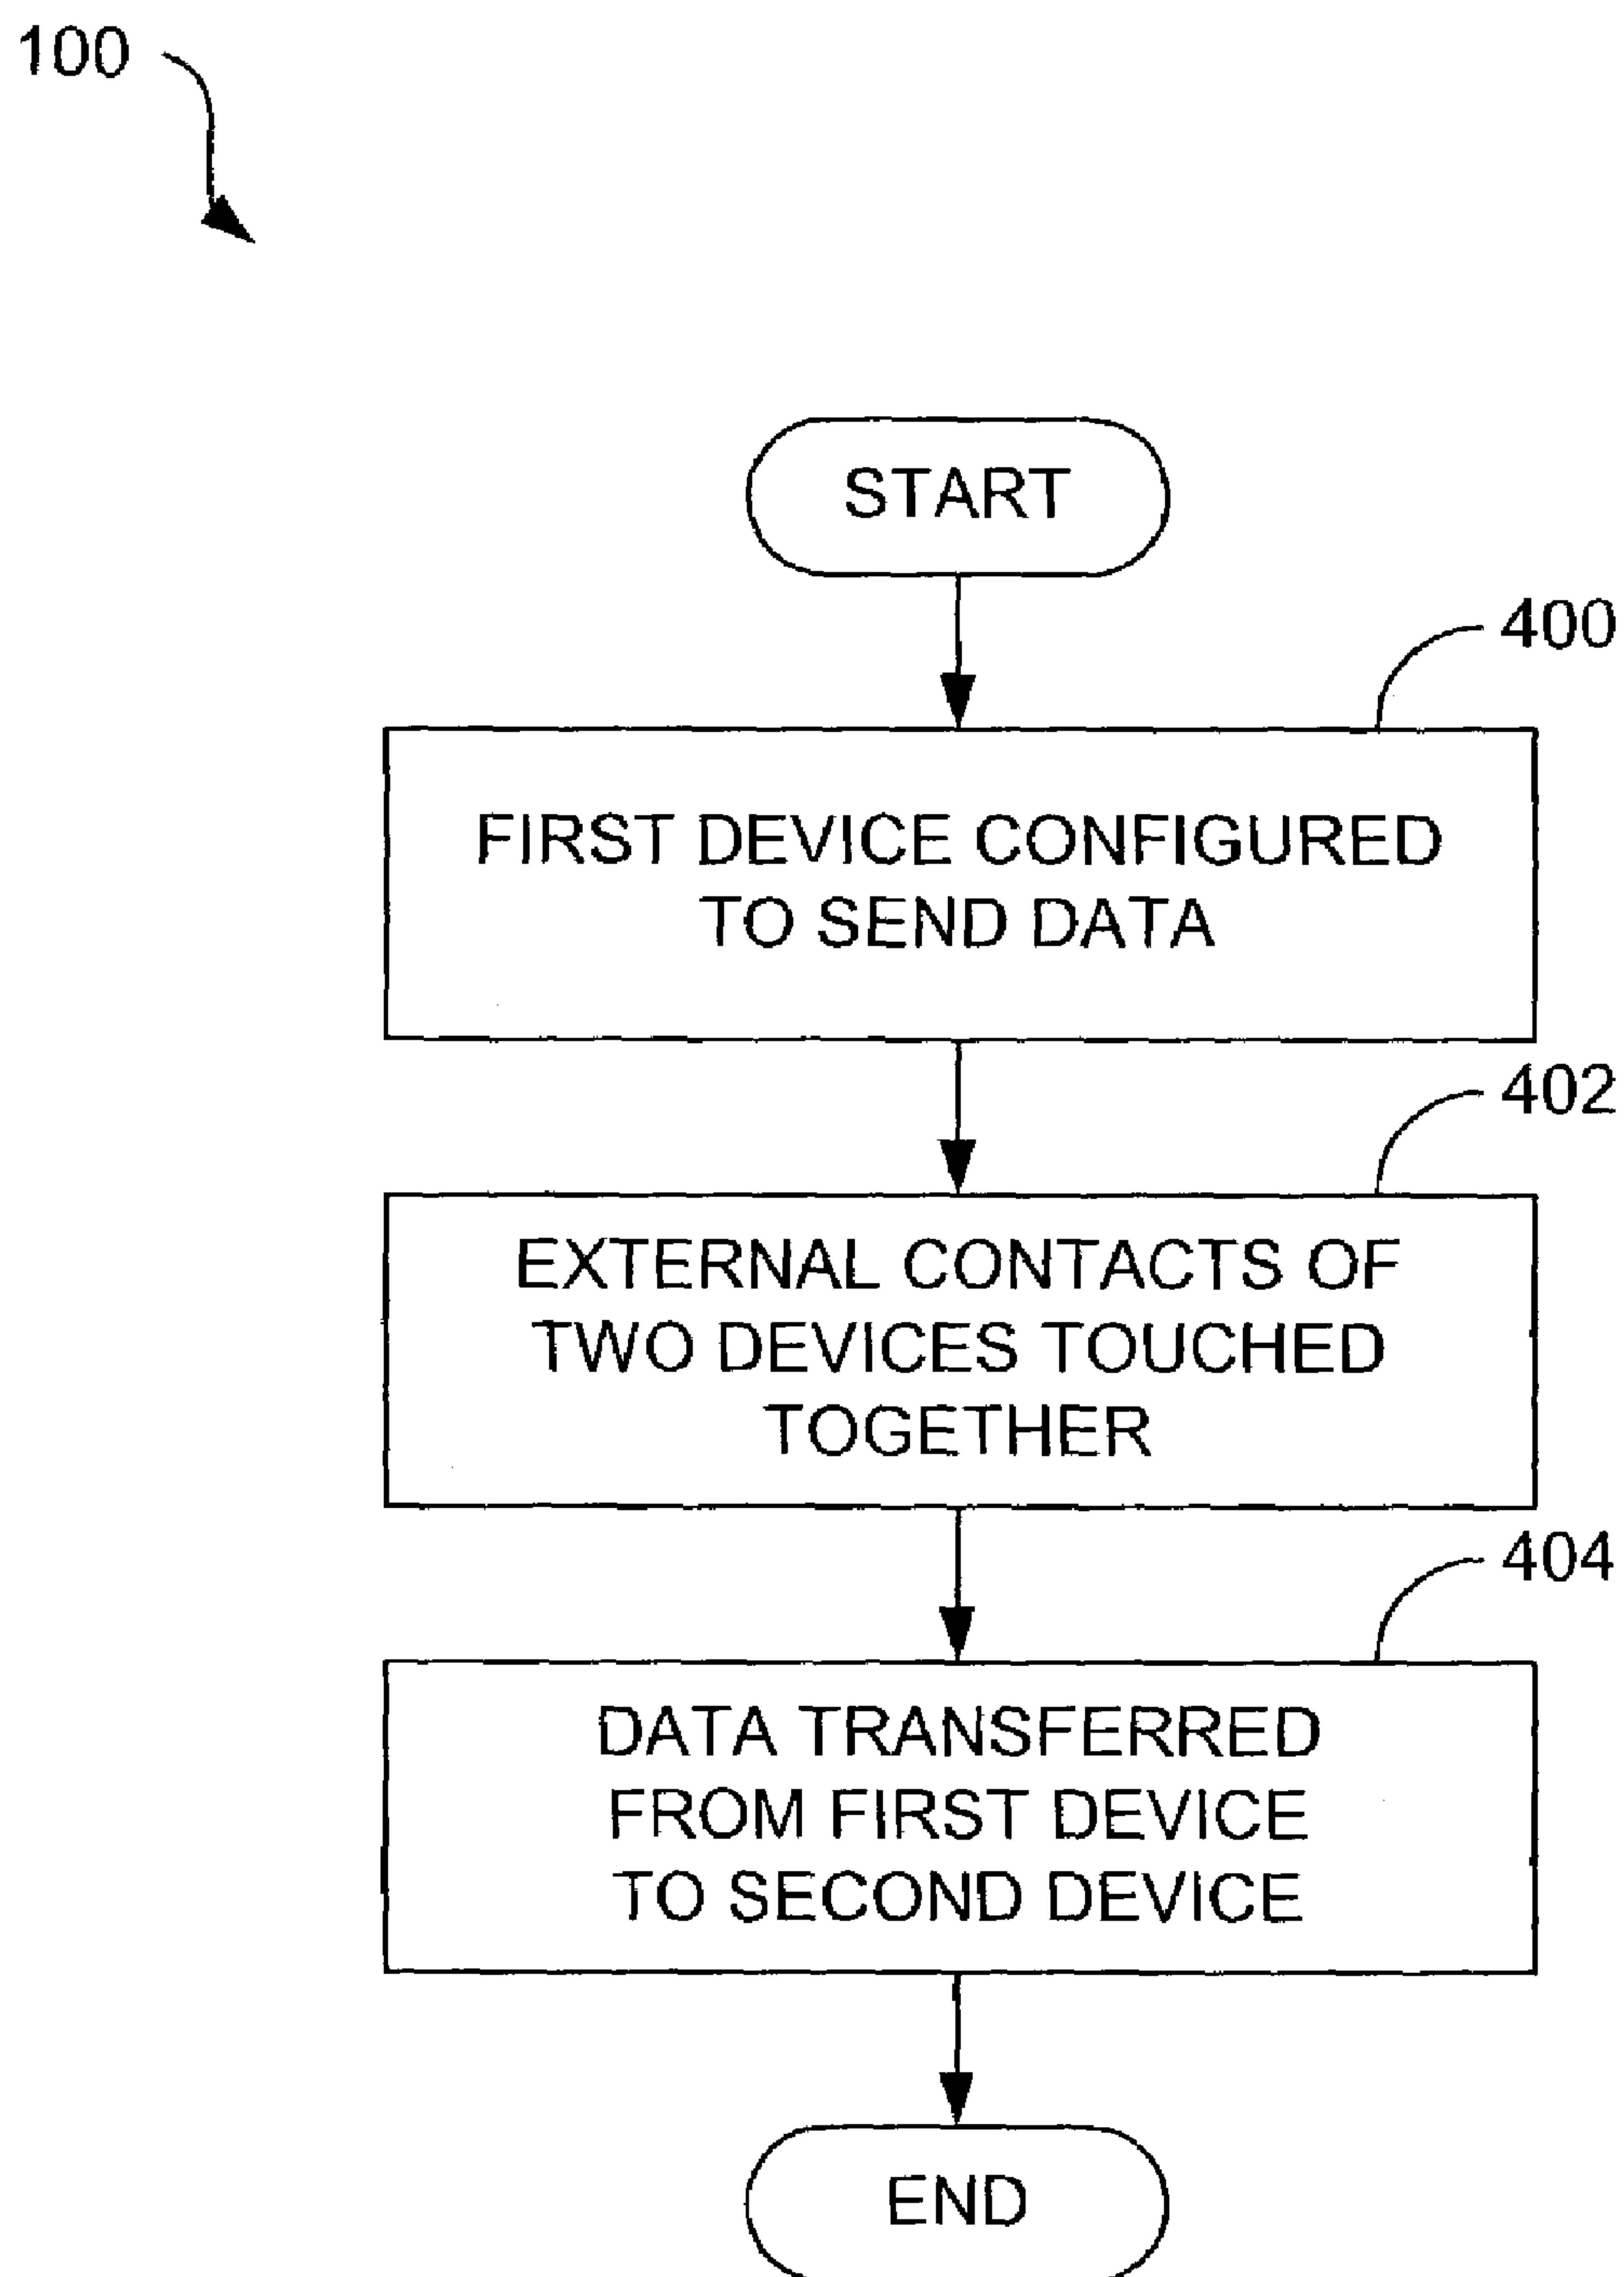 100
START
400
FIRST DEVICE CONFIGURED
TO SEND DATA
402
EXTERNAL CONTACTS OF
TWO DEVICES TOUCHED
TOGETHER
404
DATA TRANSFERRED
FROM FIRST DEVICE
TO SECOND DEVICE
END